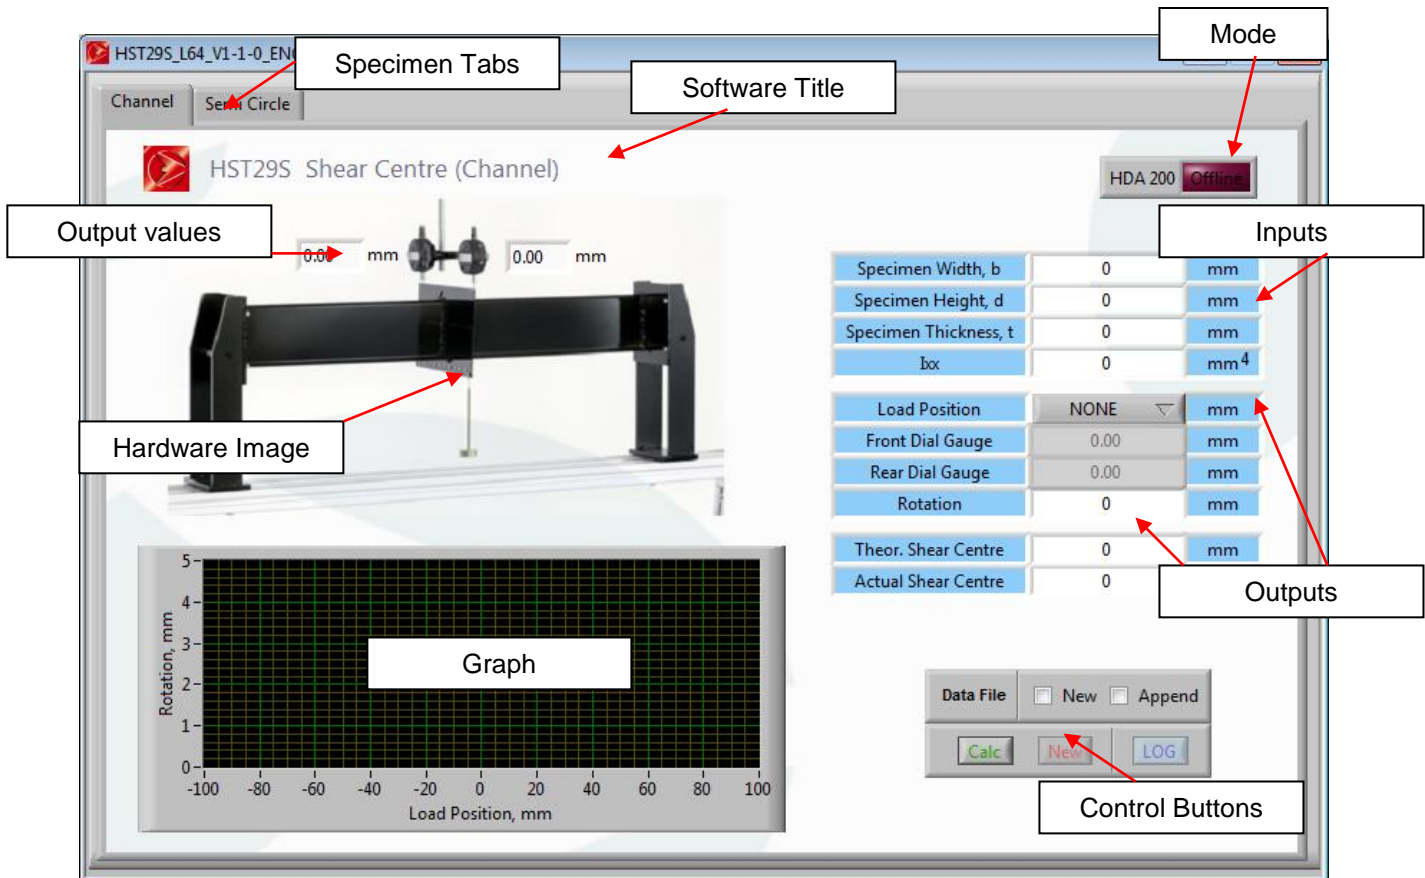 Mode
HST29S_L64_V1-1-0_EN
Specimen Tabs
Software Title
Channel
Semi Circle
HST29S Shear Centre (Channel)
HDA 200 Offline
Output values
Inputs
0.00 mm
0.00 mm
Specimen Width, b 0 mm
Specimen Height, d 0 mm
Specimen Thickness, t 0 mm
Ixx 0 mm4
Hardware Image
Load Position NONE mm
Front Dial Gauge 0.00 mm
Rear Dial Gauge 0.00 mm
Rotation 0 mm
Theor. Shear Centre 0 mm
Actual Shear Centre 0
Outputs
Rotation, mm
5
4
3
2
1
0
Graph
-100 -80 -60 -40 -20 0 20 40 60 80 100
Load Position, mm
Data File New Append
Calc New LOG
Control Buttons